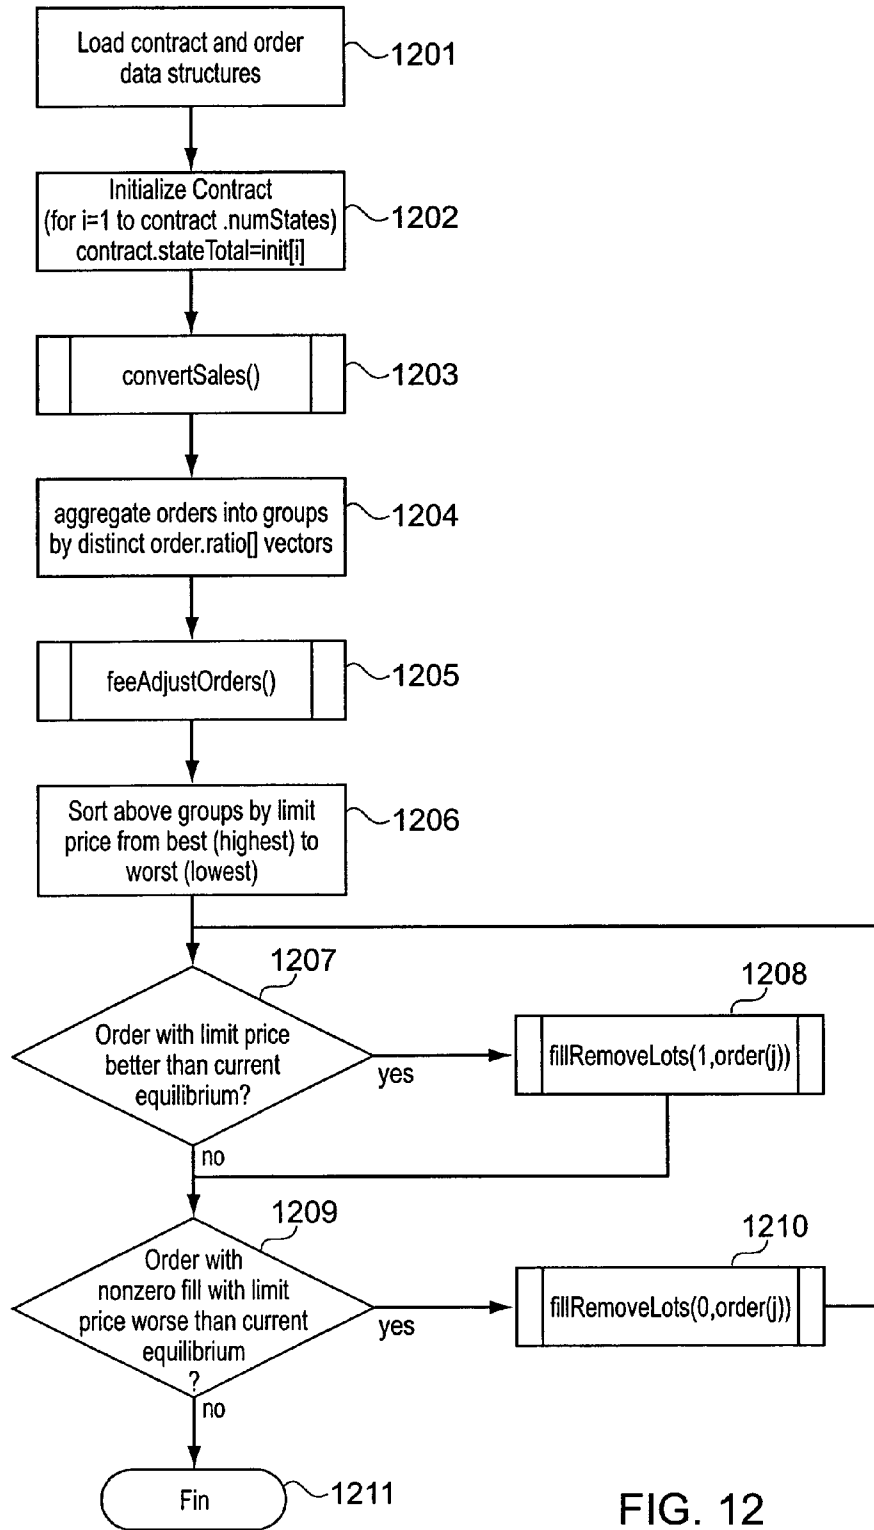 Load contract and order
data structures
1201
Initialize Contract
(for i=1 to contract .numStates)
contract.stateTotal=init[i]
1202
convertSales()
1203
aggregate orders into groups
by distinct order.ratio[] vectors
1204
feeAdjustOrders()
1205
Sort above groups by limit
price from best (highest) to
worst (lowest)
1206
1207
Order with limit price
better than current
equilibrium?
yes
no
1208
fillRemoveLots(1,order(j))
1209
Order with
nonzero fill with limit
price worse than current
equilibrium
?
yes
no
1210
fillRemoveLots(0,order(j))
Fin
1211
FIG. 12